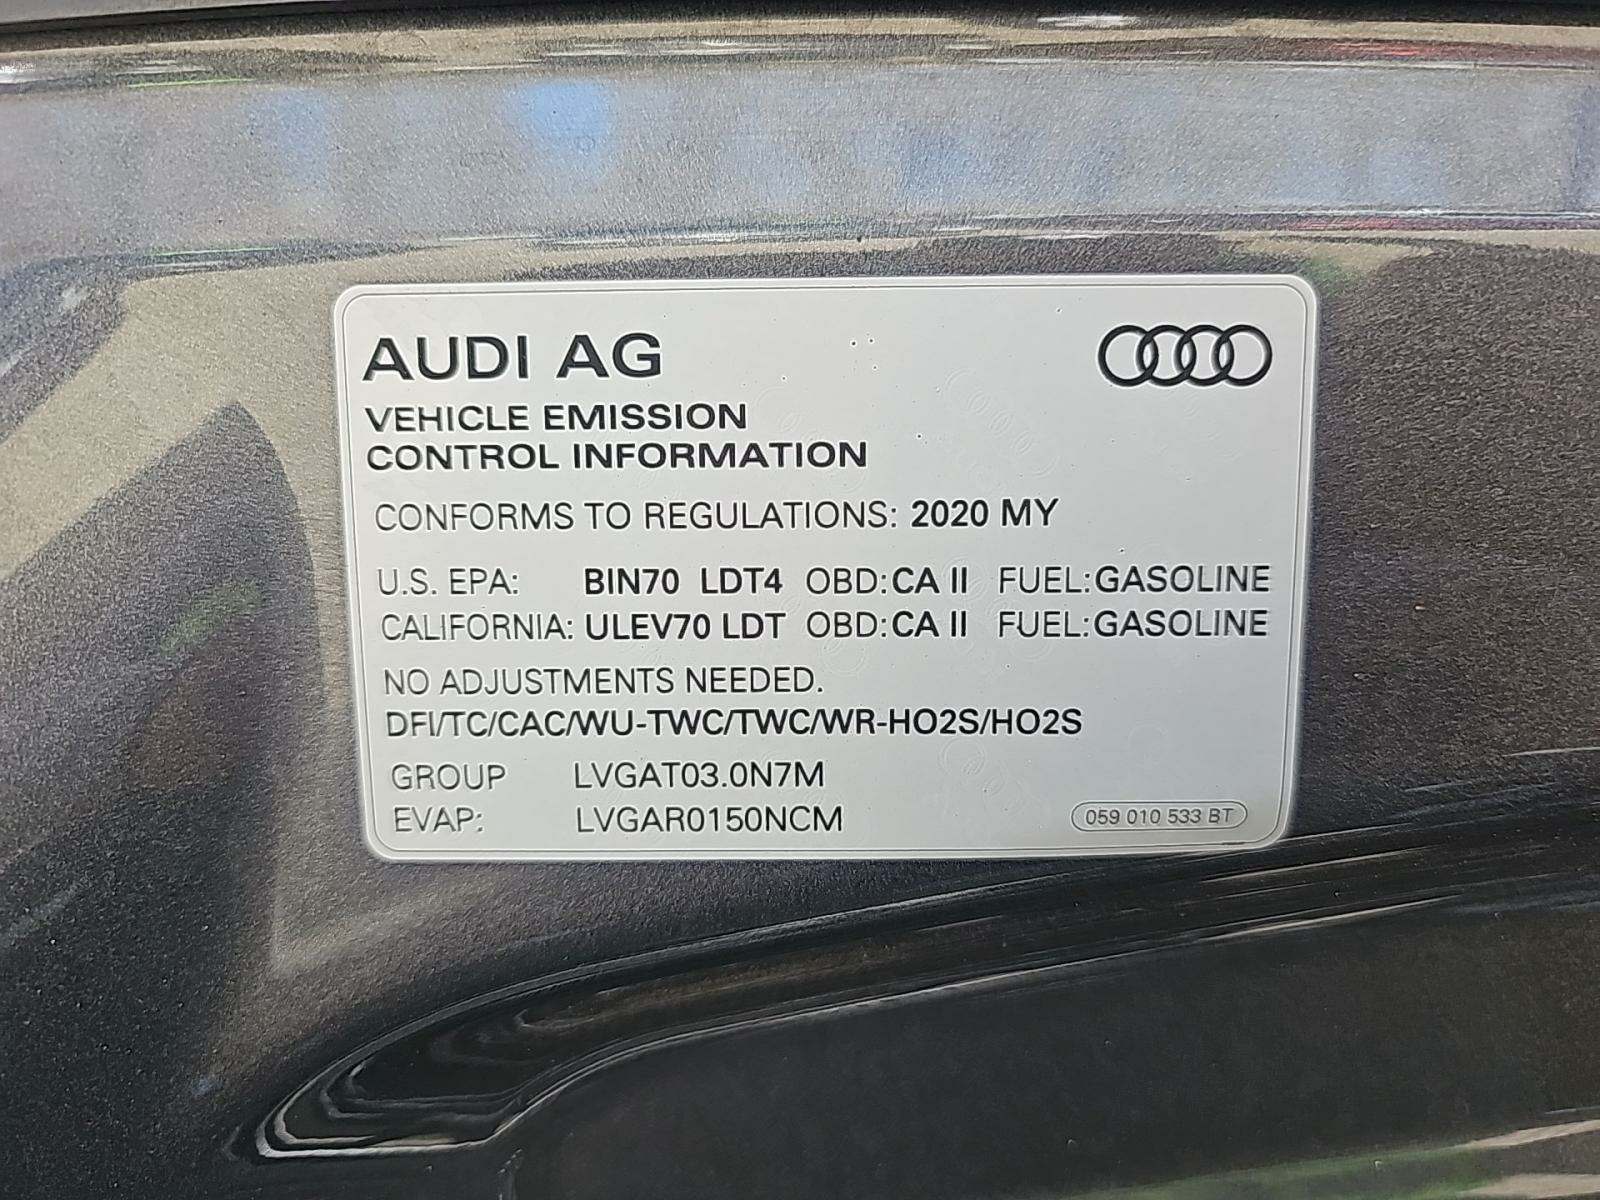 AUDI AG
VEHICLE EMISSION
CONTROL INFORMATION
CONFORMS TO REGULATIONS: 2020 MY
U.S. EPA: BIN70 LDT4 OBD:CA II FUEL:GASOLINE
CALIFORNIA: ULEV70 LDT OBD:CA II FUEL:GASOLINE
NO ADJUSTMENTS NEEDED.
DFI/TC/CAC/WU-TWC/TWC/WR-HO2S/HO2S
GROUP LVGAT03.0N7M
EVAP: LVGAR0150NCM
059 010 533 BT